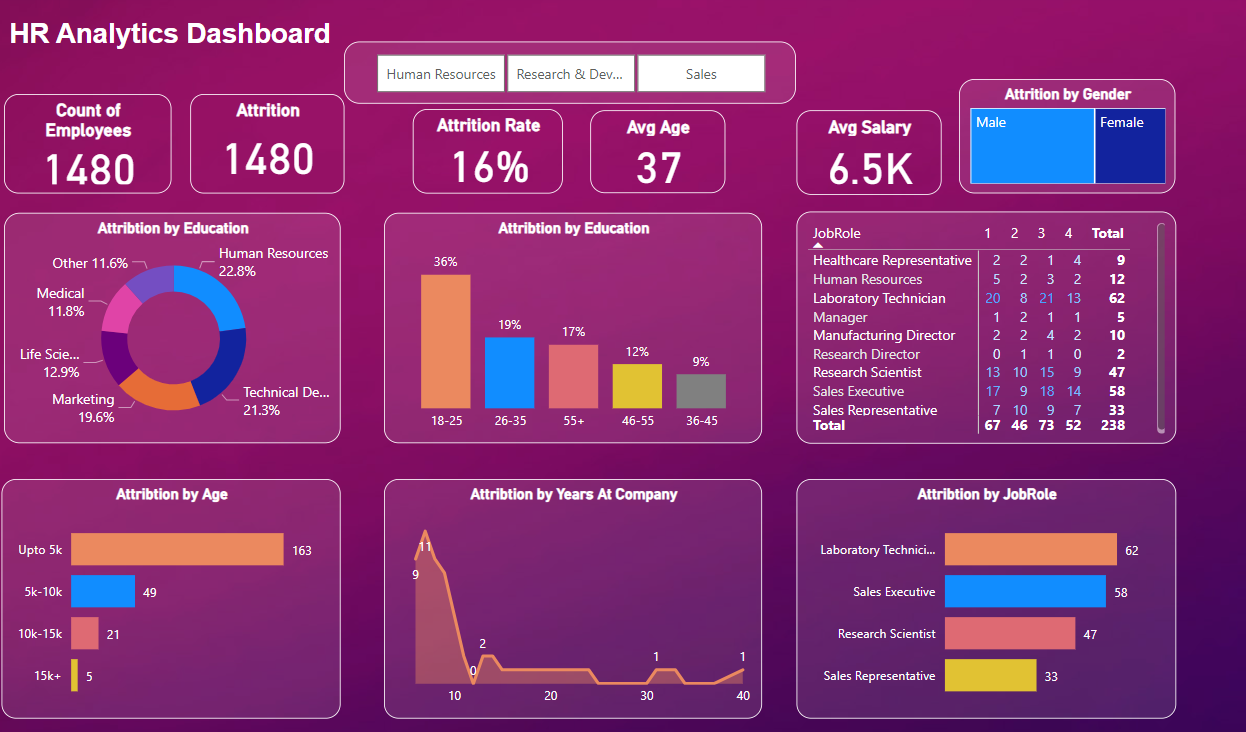 HR Analytics Dashboard
Human Resources
Research & Dev...
Sales
Count of
Employees
1480
Attrition
1480
Attrition Rate
16%
Avg Age
37
Avg Salary
6.5K
Attrition by Gender
Male
Female
Attribtion by Education
Human Resources
22.8%
Technical De...
21.3%
Marketing
19.6%
Life Scie...
12.9%
Medical
11.8%
Other 11.6%
Attribtion by Education
36%
19%
17%
12%
9%
18-25
26-35
55+
46-55
36-45
JobRole 1 2 3 4 Total
Healthcare Representative 2 2 1 4 9
Human Resources 5 2 3 2 12
Laboratory Technician 20 8 21 13 62
Manager 1 2 1 1 5
Manufacturing Director 2 2 4 2 10
Research Director 0 1 1 0 2
Research Scientist 13 10 15 9 47
Sales Executive 17 9 18 14 58
Sales Representative 7 10 9 7 33
Total 67 46 73 52 238
Attribtion by Age
Upto 5k 163
5k-10k 49
10k-15k 21
15k+ 5
Attribtion by Years At Company
11
9
0
2
1
1
10
20
30
40
Attribtion by JobRole
Laboratory Technici... 62
Sales Executive 58
Research Scientist 47
Sales Representative 33